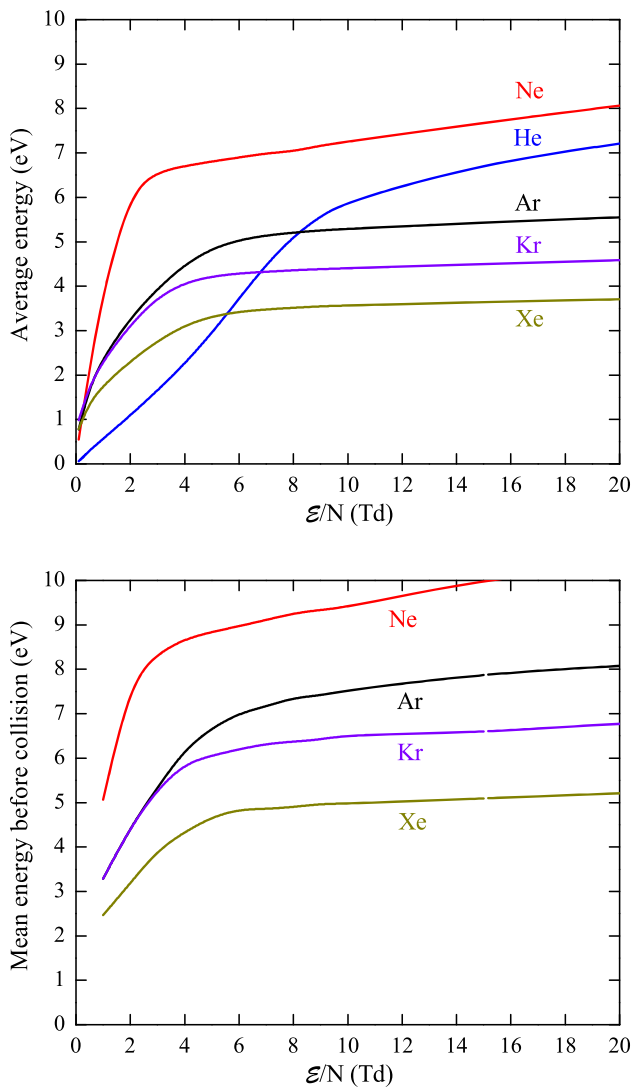 10
9
8
7
6
5
4
3
2
1
0
Average energy (eV)
Ne
He
Ar
Kr
Xe
0 2 4 6 8 10 12 14 16 18 20
ℰ/N (Td)
10
9
8
7
6
5
4
3
2
1
0
Mean energy before collision (eV)
Ne
Ar
Kr
Xe
0 2 4 6 8 10 12 14 16 18 20
ℰ/N (Td)